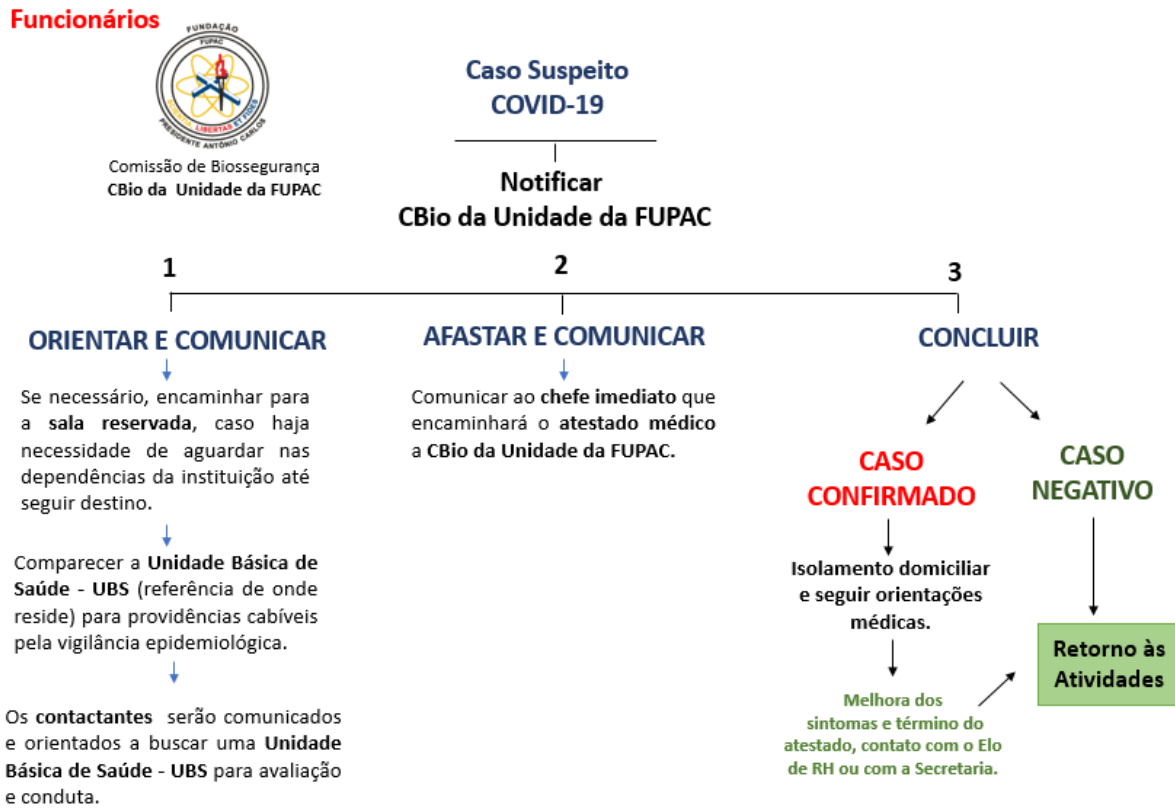 Funcionários
FUNDAÇÃO
FUPAC
SCIENTIA, LIBERTAS ET FIDES
PRESIDENTE ANTÔNIO CARLOS
Comissão de Biossegurança
CBio da Unidade da FUPAC
Caso Suspeito
COVID-19
Notificar
CBio da Unidade da FUPAC
1
2
3
ORIENTAR E COMUNICAR
Se necessário, encaminhar para
a sala reservada, caso haja
necessidade de aguardar nas
dependências da instituição até
seguir destino.
Comparecer a Unidade Básica de
Saúde - UBS (referência de onde
reside) para providências cabíveis
pela vigilância epidemiológica.
Os contactantes serão comunicados
e orientados a buscar uma Unidade
Básica de Saúde - UBS para avaliação
e conduta.
AFASTAR E COMUNICAR
Comunicar ao chefe imediato que
encaminhará o atestado médico
a CBio da Unidade da FUPAC.
CONCLUIR
CASO
CONFIRMADO
Isolamento domiciliar
e seguir orientações
médicas.
Melhora dos
sintomas e término do
atestado, contato com o Elo
de RH ou com a Secretaria.
CASO
NEGATIVO
Retorno às
Atividades